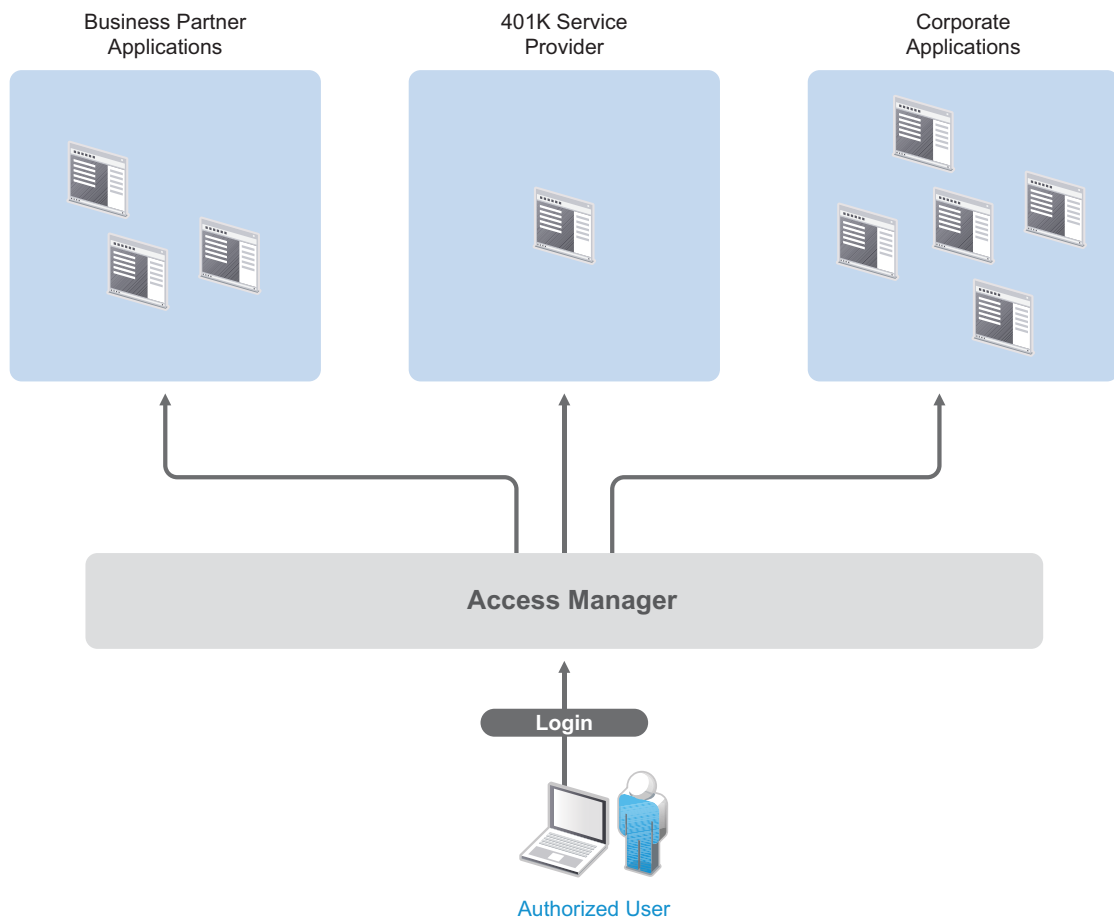 Business Partner
Applications
401K Service
Provider
Corporate
Applications
Access Manager
Login
Authorized User